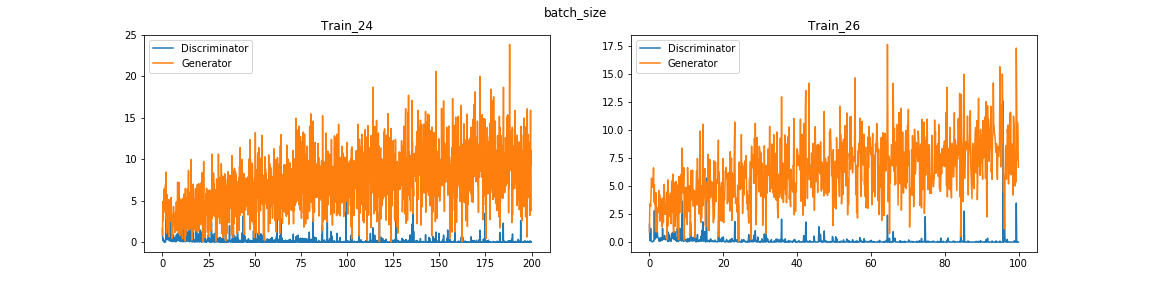 batch_size
Train_24
Train_26
Discriminator
Generator
25
20
15
10
5
0
0 25 50 75 100 125 150 175 200
Discriminator
Generator
17.5
15.0
12.5
10.0
7.5
5.0
2.5
0.0
0 20 40 60 80 100